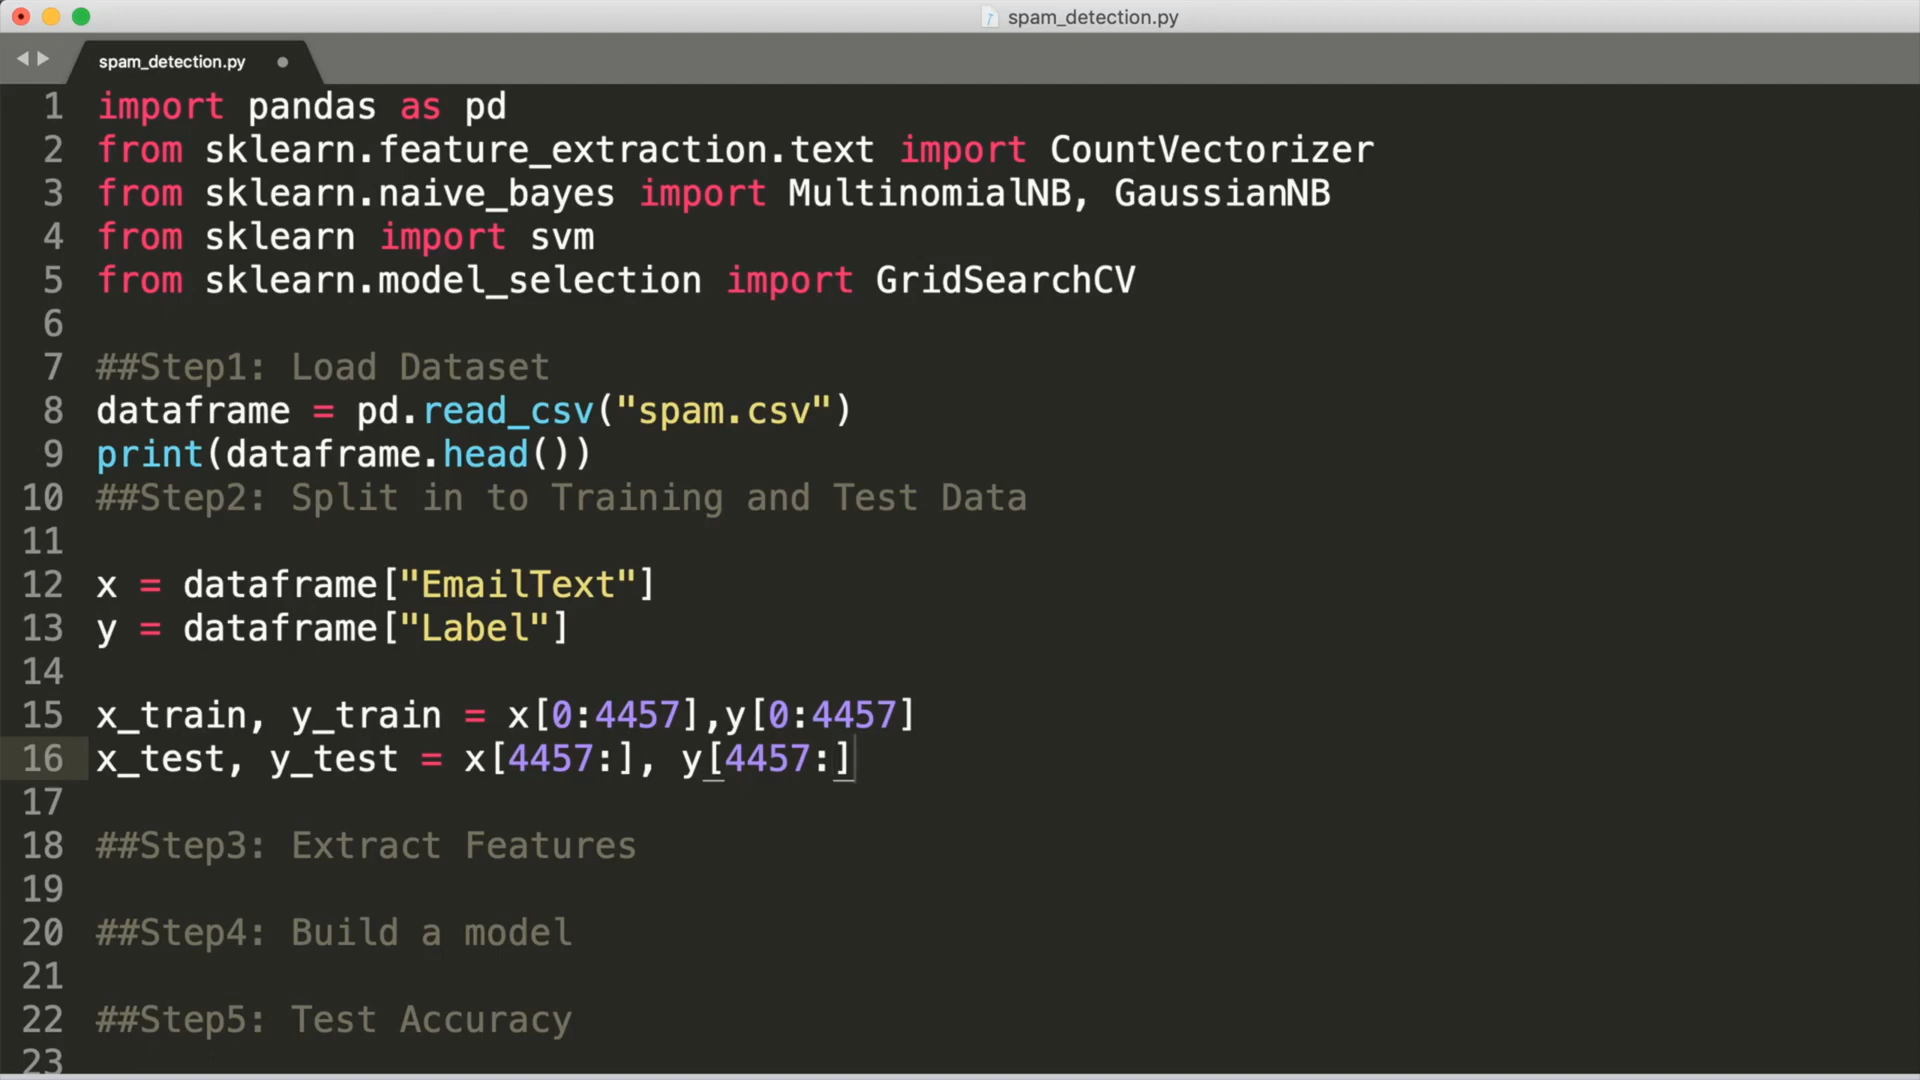 spam_detection.py
spam_detection.py
1 import pandas as pd
2 from sklearn.feature_extraction.text import CountVectorizer
3 from sklearn.naive_bayes import MultinomialNB, GaussianNB
4 from sklearn import svm
5 from sklearn.model_selection import GridSearchCV
6
7 ##Step1: Load Dataset
8 dataframe = pd.read_csv("spam.csv")
9 print(dataframe.head())
10 ##Step2: Split in to Training and Test Data
11
12 x = dataframe["EmailText"]
13 y = dataframe["Label"]
14
15 x_train, y_train = x[0:4457],y[0:4457]
16 x_test, y_test = x[4457:], y[4457:]
17
18 ##Step3: Extract Features
19
20 ##Step4: Build a model
21
22 ##Step5: Test Accuracy
23